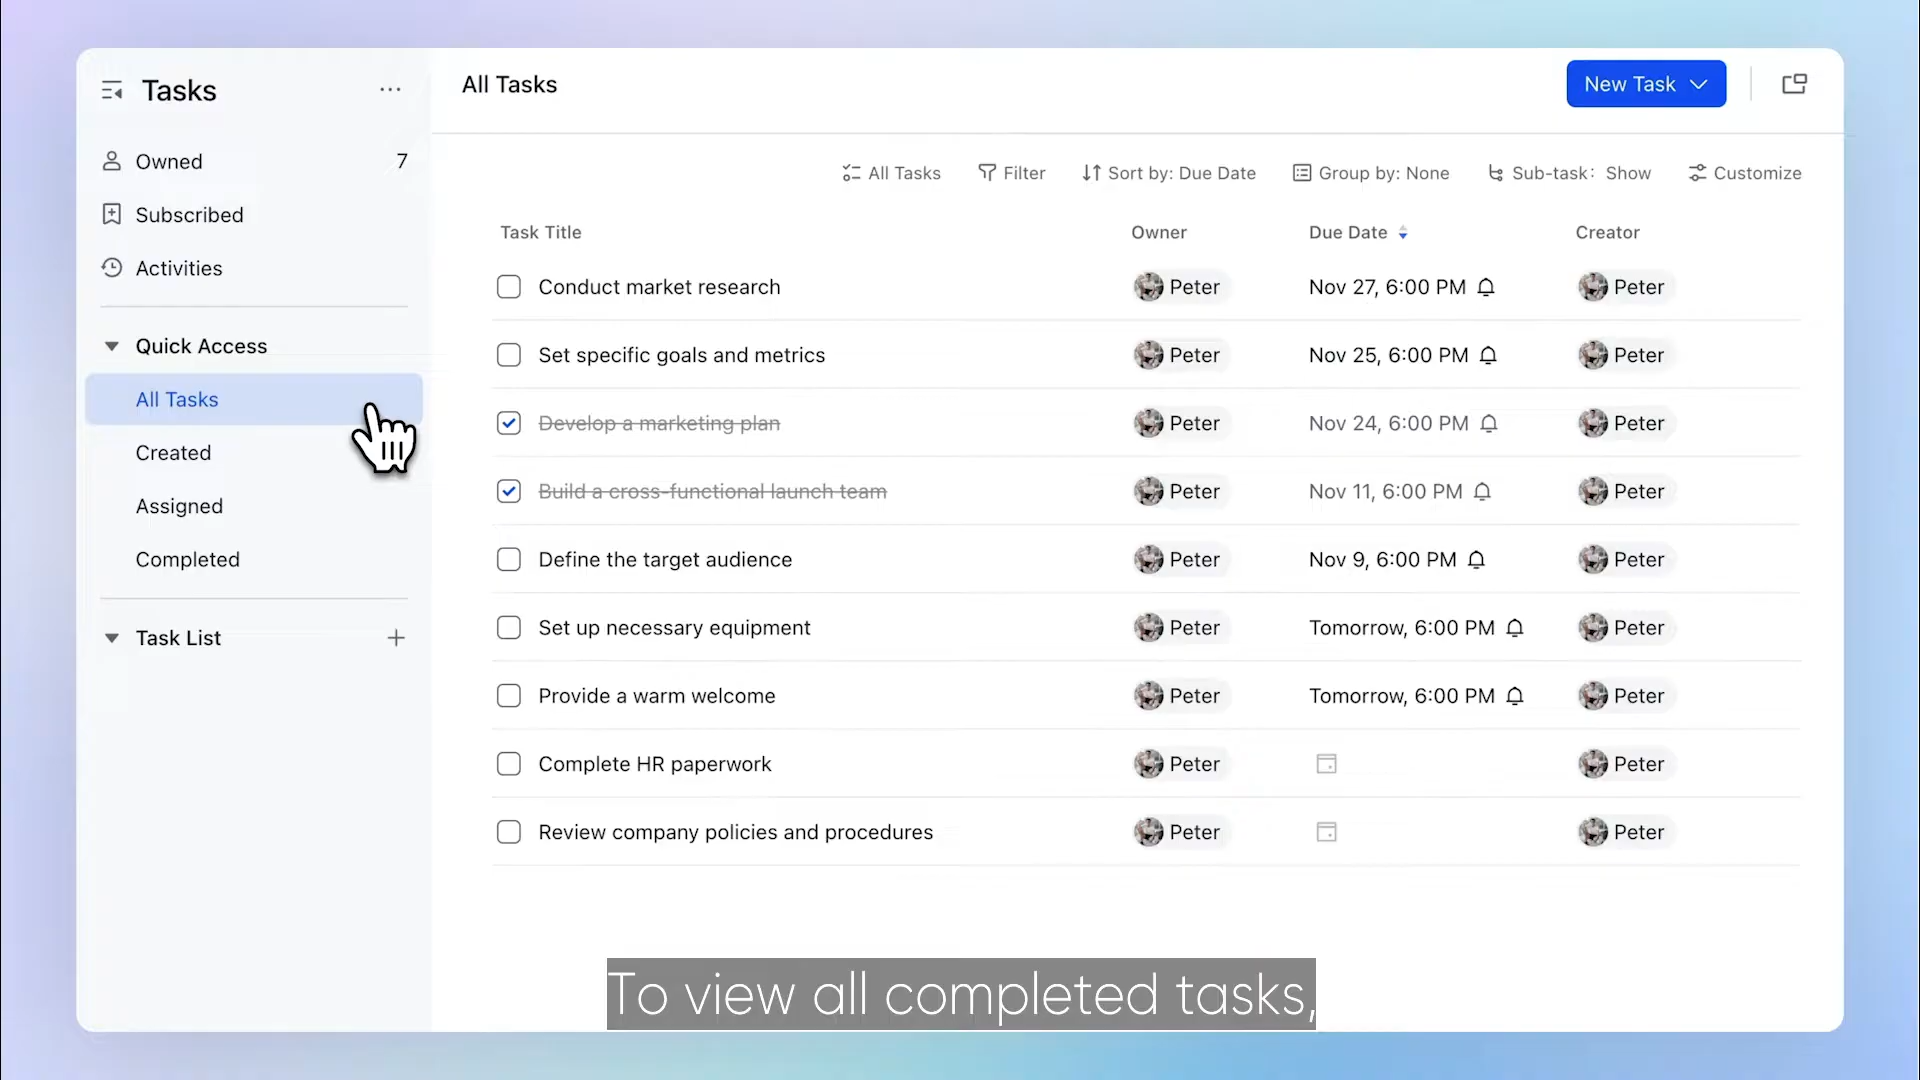 Tasks
Owned 7
Subscribed
Activities
Quick Access
All Tasks
Created
Assigned
Completed
Task List
All Tasks
New Task
All Tasks Filter Sort by: Due Date Group by: None Sub-task: Show Customize
Task Title Owner Due Date Creator
Conduct market research Peter Nov 27, 6:00 PM Peter
Set specific goals and metrics Peter Nov 25, 6:00 PM Peter
Develop a marketing plan Peter Nov 24, 6:00 PM Peter
Build a cross-functional launch team Peter Nov 11, 6:00 PM Peter
Define the target audience Peter Nov 9, 6:00 PM Peter
Set up necessary equipment Peter Tomorrow, 6:00 PM Peter
Provide a warm welcome Peter Tomorrow, 6:00 PM Peter
Complete HR paperwork Peter Peter
Review company policies and procedures Peter Peter
To view all completed tasks,